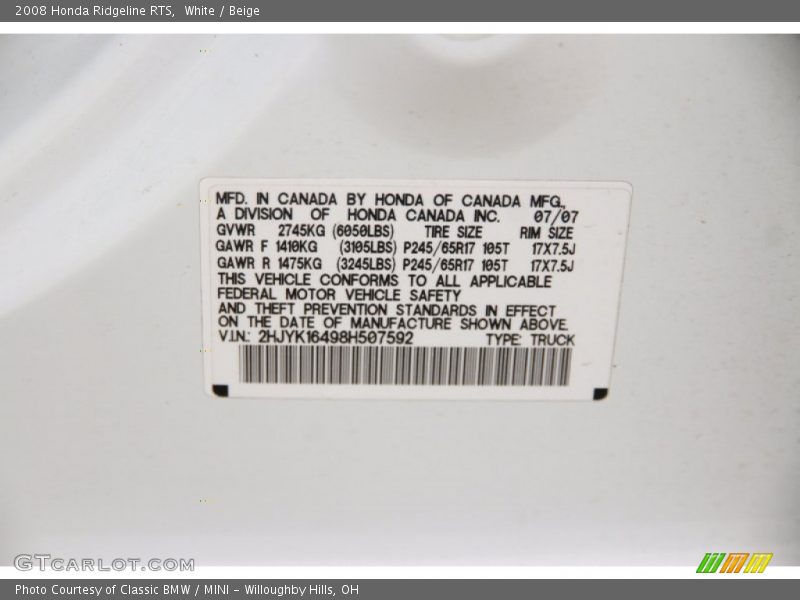 2008 Honda Ridgeline RTS,  White / Beige
MFD. IN CANADA BY HONDA OF CANADA MFG.,
A DIVISION OF HONDA CANADA INC. 07/07
GVWR 2745KG (6050LBS) TIRE SIZE RIM SIZE
GAWR F 1410KG (3105LBS) P245/65R17 105T 17X7.5J
GAWR R 1475KG (3245LBS) P245/65R17 105T 17X7.5J
THIS VEHICLE CONFORMS TO ALL APPLICABLE
FEDERAL MOTOR VEHICLE SAFETY
AND THEFT PREVENTION STANDARDS IN EFFECT
ON THE DATE OF MANUFACTURE SHOWN ABOVE.
V.I.N.: 2HJYK16498H507592 TYPE: TRUCK
GTCARLOT.COM
Photo Courtesy of Classic BMW / MINI - Willoughby Hills, OH